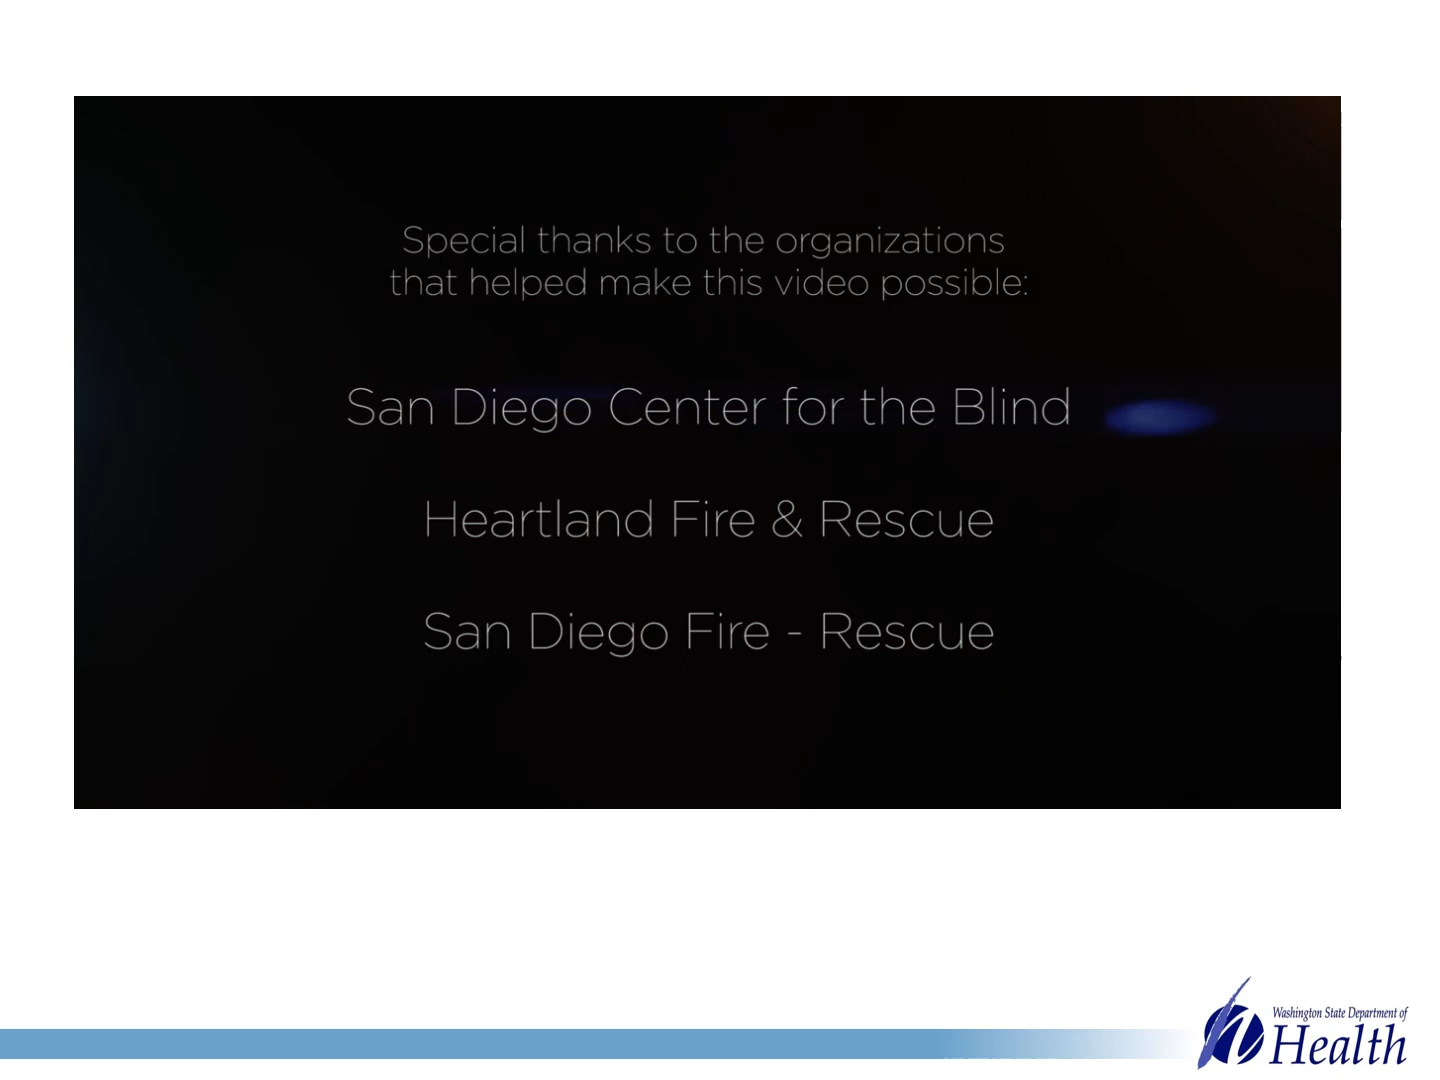 Special thanks to the organizations
that helped make this video possible:
San Diego Center for the Blind
Heartland Fire & Rescue
San Diego Fire - Rescue
Washington State Department of
Health